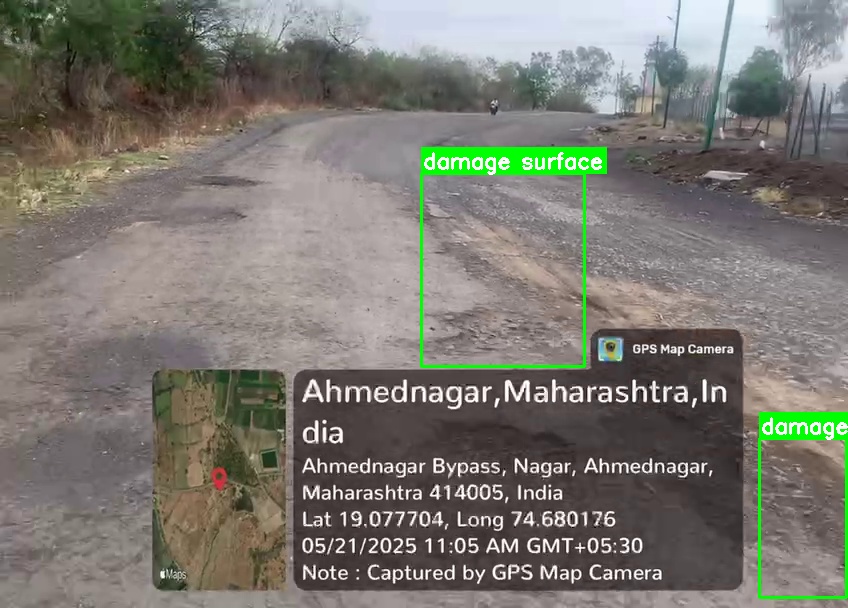 damage surface
GPS Map Camera
Ahmednagar,Maharashtra,In
dia
Ahmednagar Bypass, Nagar, Ahmednagar,
Maharashtra 414005, India
Lat 19.077704, Long 74.680176
05/21/2025 11:05 AM GMT+05:30
Note : Captured by GPS Map Camera
damage
Maps